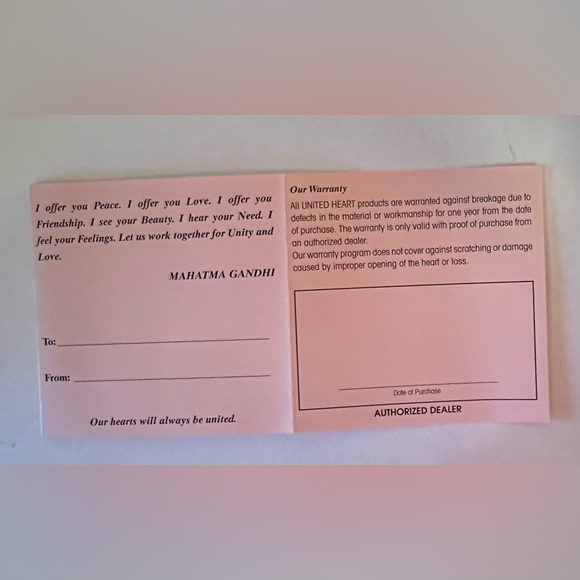 I offer you Peace. I offer you Love. I offer you
Friendship. I see your Beauty. I hear your Need. I
feel your Feelings. Let us work together for Unity and
Love.
MAHATMA GANDHI
To:
From:
Our hearts will always be united.
Our Warranty
All UNITED HEART products are warranted against breakage due to
defects in the material or workmanship for one year from the date
of purchase. The warranty is only valid with proof of purchase from
an authorized dealer.
Our warranty program does not cover against scratching or damage
caused by improper opening of the heart or loss.
Date of Purchase
AUTHORIZED DEALER